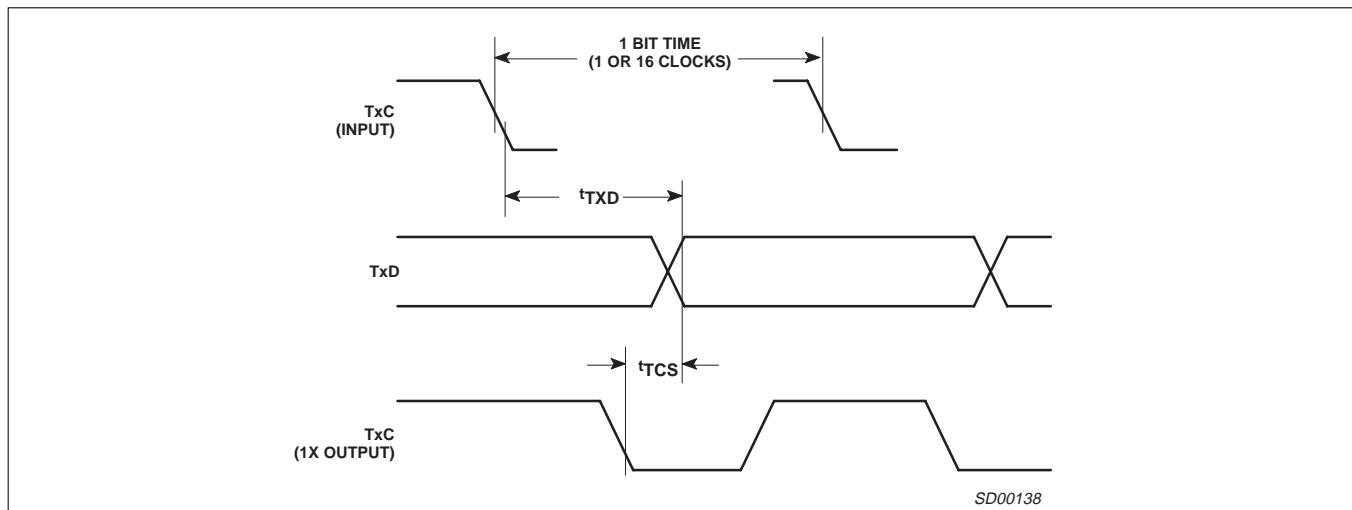 1 BIT TIME
(1 OR 16 CLOCKS)
TxC
(INPUT)
tTXD
TxD
tTCS
TxC
(1X OUTPUT)
SD00138